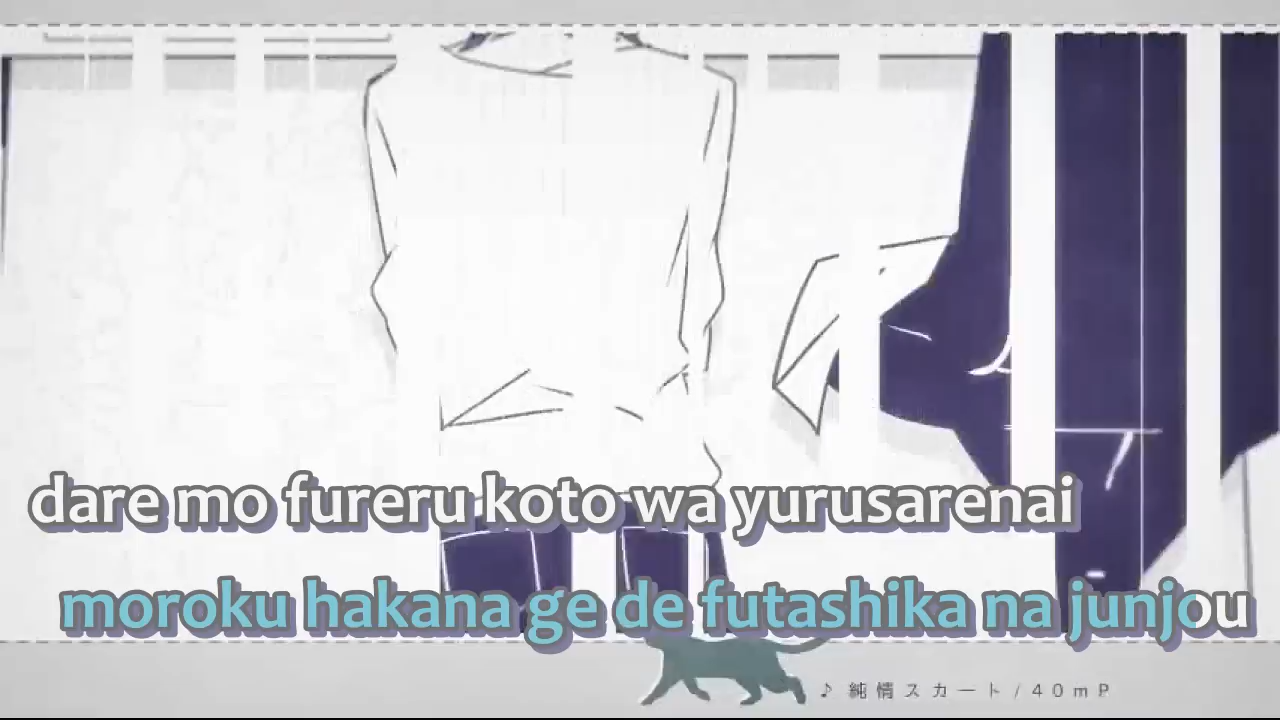 dare mo fureru koto wa yurusarenai
moroku hakana ge de futashika na junjou
♪ 純情スカート / 40mP